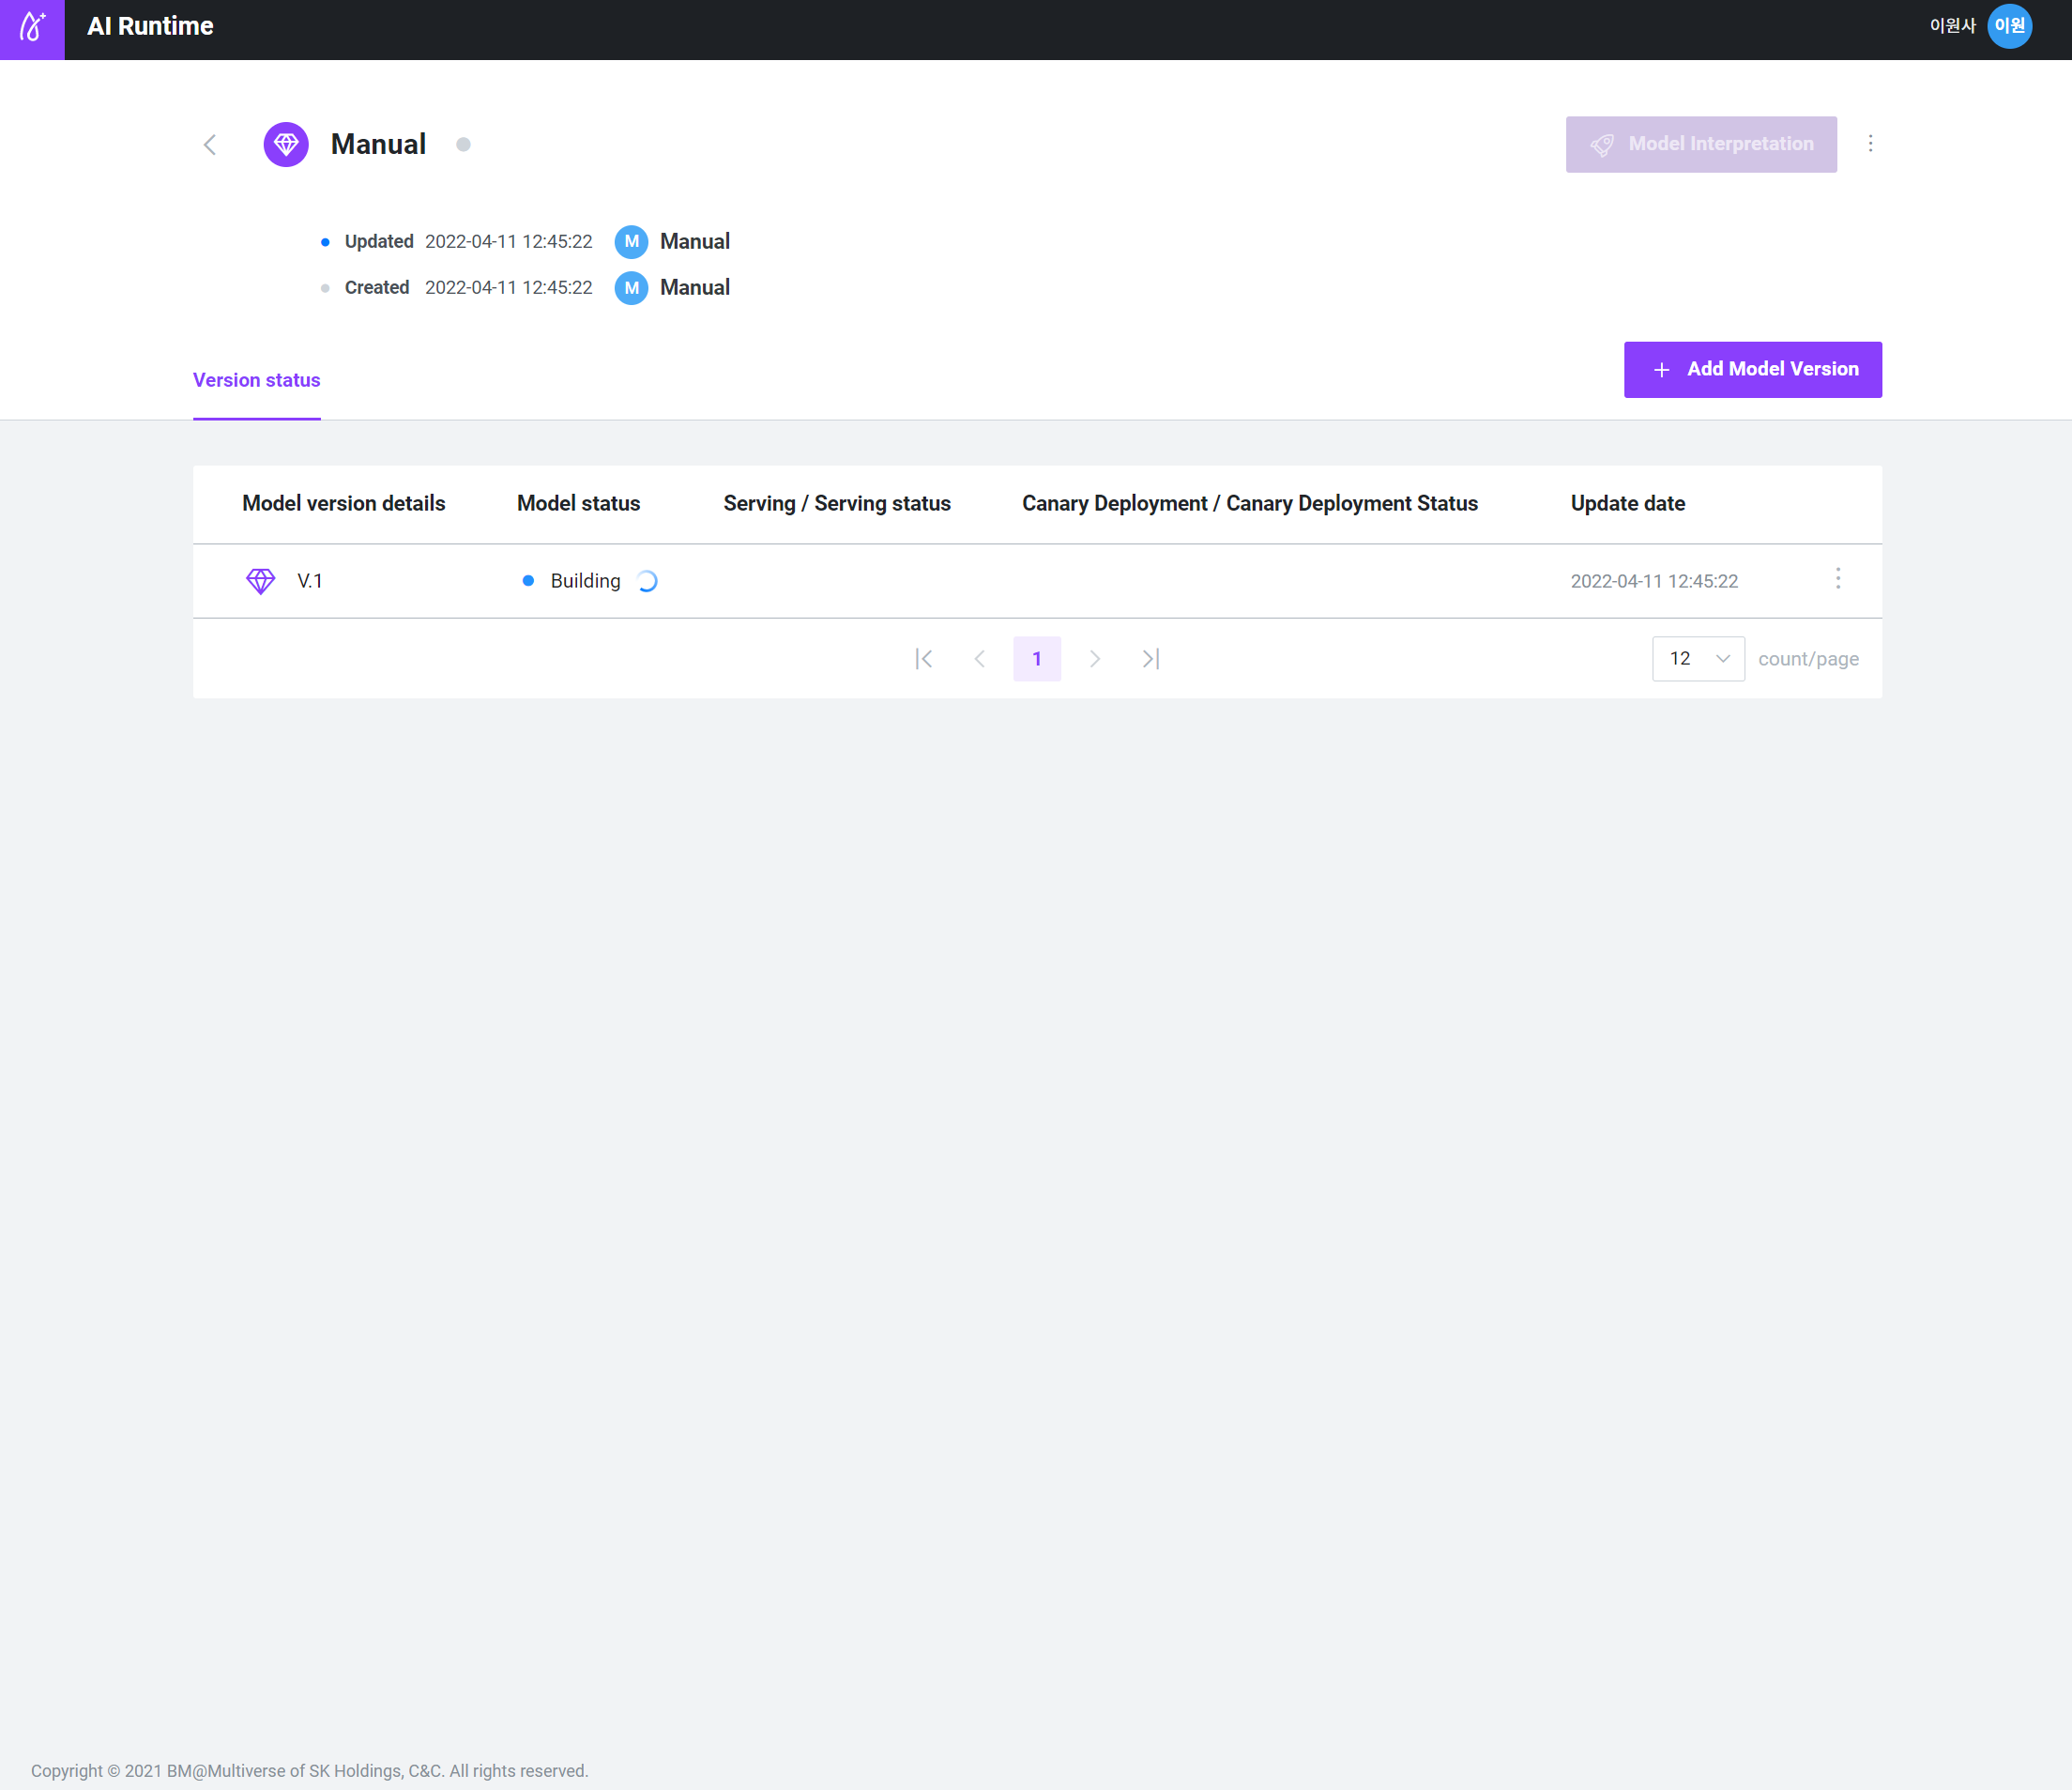 AI Runtime
이원사 이원
Manual
Model Interpretation
Updated 2022-04-11 12:45:22 M Manual
Created 2022-04-11 12:45:22 M Manual
Version status
Add Model Version
Model version details Model status Serving / Serving status Canary Deployment / Canary Deployment Status Update date
V.1 Building 2022-04-11 12:45:22
1
12 count/page
Copyright © 2021 BM@Multiverse of SK Holdings, C&C. All rights reserved.